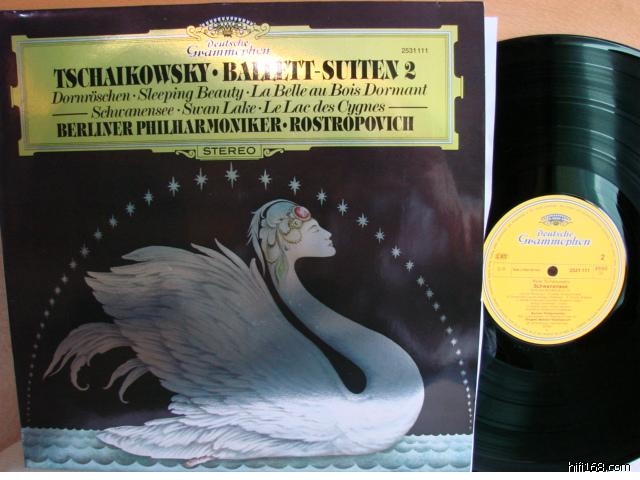 Deutsche
Grammophon
2531 111
TSCHAIKOWSKY · BALLETT-SUITEN 2
Dornröschen · Sleeping Beauty · La Belle au Bois Dormant
Schwanensee · Swan Lake · Le Lac des Cygnes
BERLINER PHILHARMONIKER · ROSTROPOVICH
STEREO
Deutsche
Grammophon
2
2531 111
Schwanensee
hifi168.com